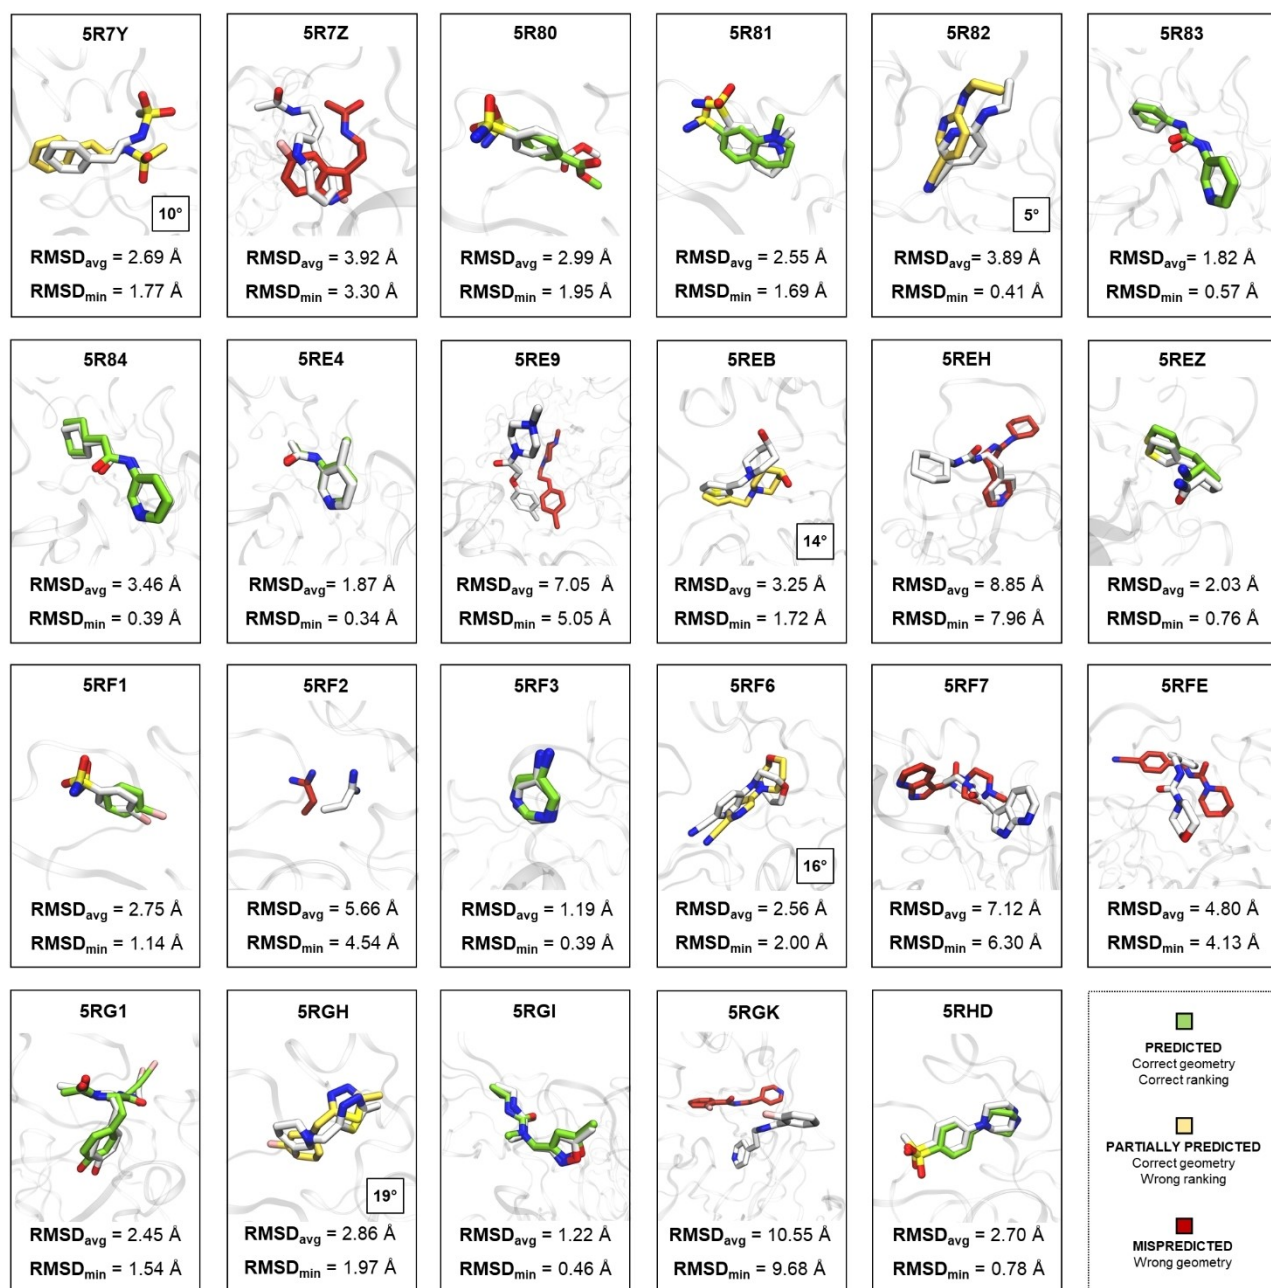 5R7Y
10°
RMSDavg = 2.69 Å
RMSDmin = 1.77 Å
5R7Z
RMSDavg = 3.92 Å
RMSDmin = 3.30 Å
5R80
RMSDavg = 2.99 Å
RMSDmin = 1.95 Å
5R81
RMSDavg = 2.55 Å
RMSDmin = 1.69 Å
5R82
5°
RMSDavg= 3.89 Å
RMSDmin = 0.41 Å
5R83
RMSDavg= 1.82 Å
RMSDmin = 0.57 Å
5R84
RMSDavg = 3.46 Å
RMSDmin = 0.39 Å
5RE4
RMSDavg= 1.87 Å
RMSDmin = 0.34 Å
5RE9
RMSDavg = 7.05 Å
RMSDmin = 5.05 Å
5REB
14°
RMSDavg = 3.25 Å
RMSDmin = 1.72 Å
5REH
RMSDavg = 8.85 Å
RMSDmin = 7.96 Å
5REZ
RMSDavg = 2.03 Å
RMSDmin = 0.76 Å
5RF1
RMSDavg = 2.75 Å
RMSDmin = 1.14 Å
5RF2
RMSDavg = 5.66 Å
RMSDmin = 4.54 Å
5RF3
RMSDavg = 1.19 Å
RMSDmin = 0.39 Å
5RF6
16°
RMSDavg = 2.56 Å
RMSDmin = 2.00 Å
5RF7
RMSDavg = 7.12 Å
RMSDmin = 6.30 Å
5RFE
RMSDavg = 4.80 Å
RMSDmin = 4.13 Å
5RG1
RMSDavg = 2.45 Å
RMSDmin = 1.54 Å
5RGH
19°
RMSDavg = 2.86 Å
RMSDmin = 1.97 Å
5RGI
RMSDavg = 1.22 Å
RMSDmin = 0.46 Å
5RGK
RMSDavg = 10.55 Å
RMSDmin = 9.68 Å
5RHD
RMSDavg = 2.70 Å
RMSDmin = 0.78 Å
PREDICTED
Correct geometry
Correct ranking
PARTIALLY PREDICTED
Correct geometry
Wrong ranking
MISPREDICTED
Wrong geometry